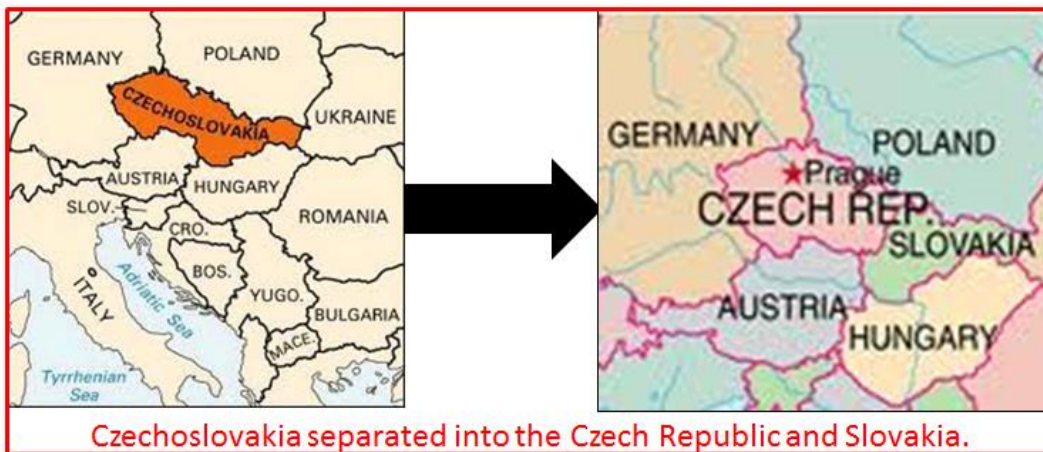 GERMANY
POLAND
CZECHOSLOVAKIA
UKRAINE
AUSTRIA
HUNGARY
SLOV.
CRO.
ROMANIA
BOS.
ITALY
Adriatic Sea
YUGO.
BULGARIA
MACE.
Tyrrhenian
Sea
GERMANY
POLAND
Prague
CZECH REP.
SLOVAKIA
AUSTRIA
HUNGARY
Czechoslovakia separated into the Czech Republic and Slovakia.